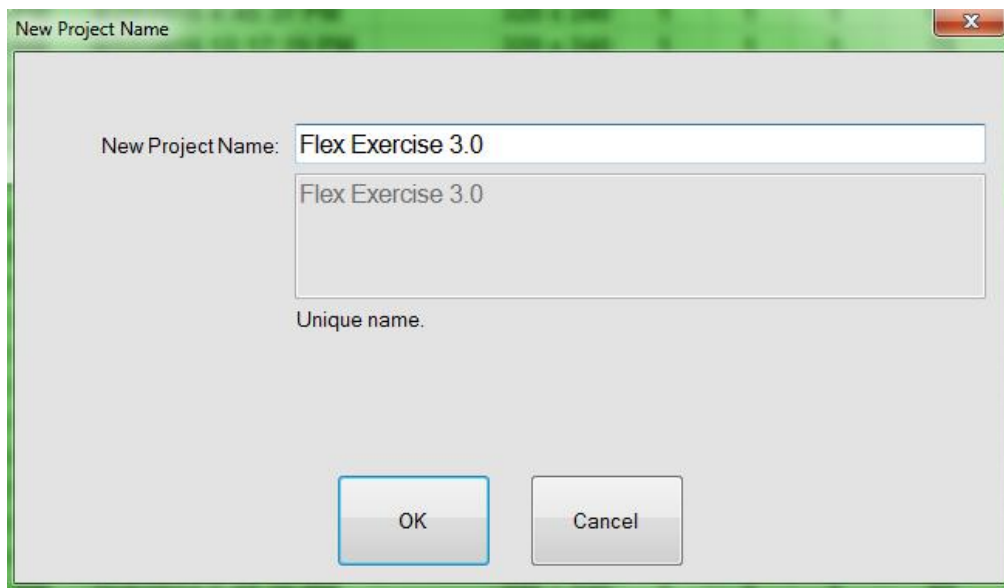 New Project Name
New Project Name: Flex Exercise 3.0
Flex Exercise 3.0
Unique name.
OK Cancel